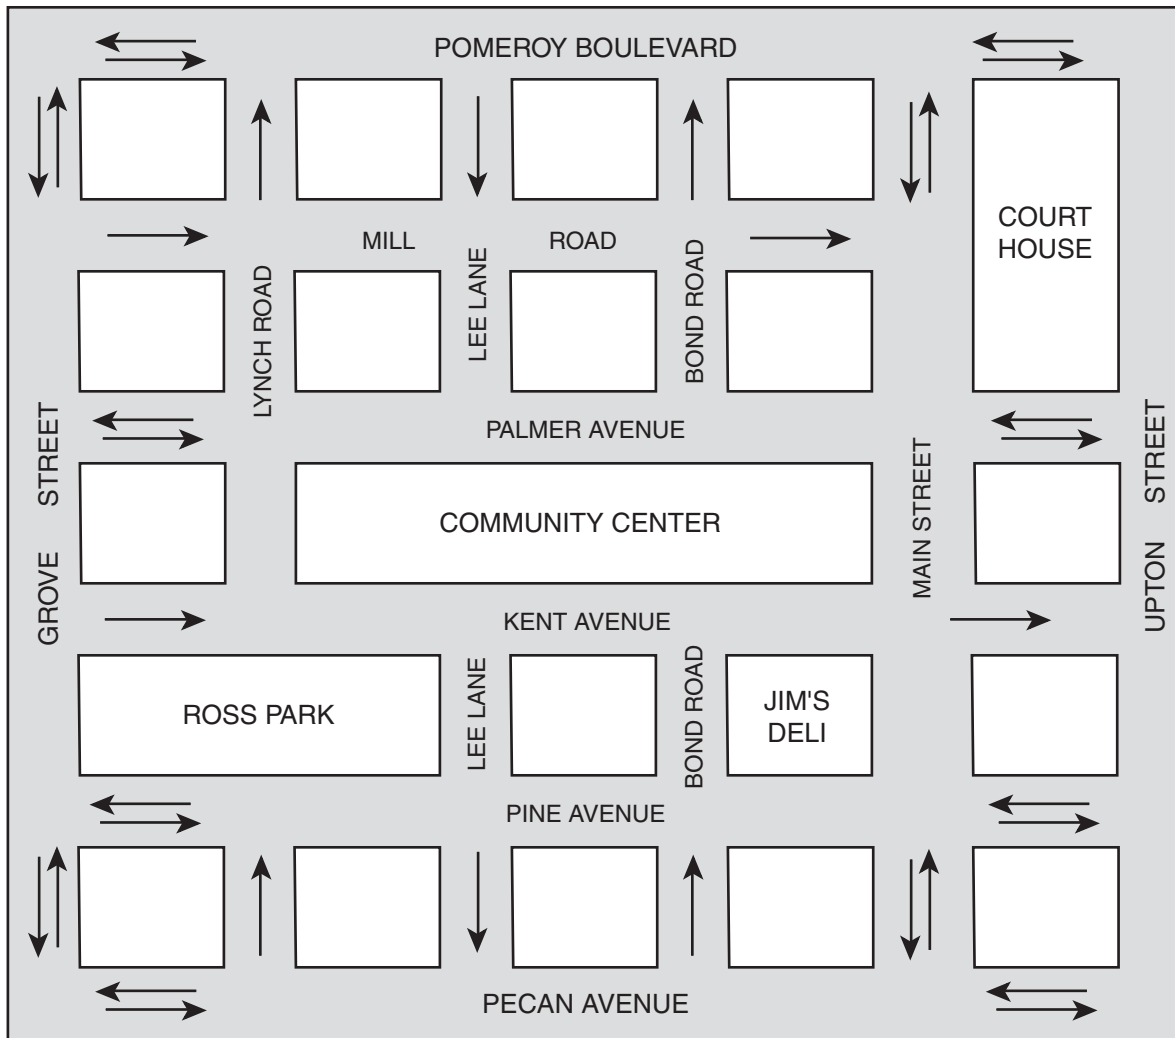 POMEROY BOULEVARD
COURT
HOUSE
MILL ROAD
LYNCH ROAD
LEE LANE
BOND ROAD
PALMER AVENUE
GROVE STREET
COMMUNITY CENTER
MAIN STREET
UPTON STREET
KENT AVENUE
ROSS PARK
LEE LANE
BOND ROAD
JIM'S
DELI
PINE AVENUE
PECAN AVENUE